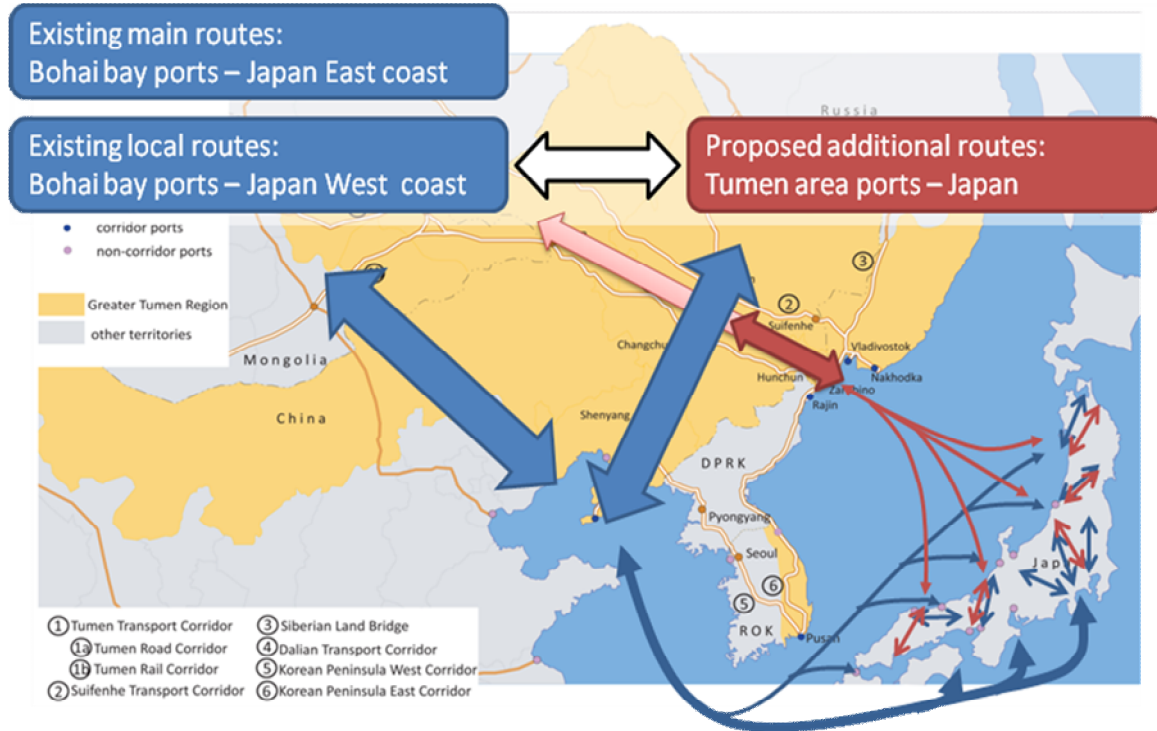 Existing main routes:
Bohai bay ports – Japan East coast
Existing local routes:
Bohai bay ports – Japan West coast
Proposed additional routes:
Tumen area ports – Japan
Russia
corridor ports
non-corridor ports
Greater Tumen Region
other territories
Mongolia
China
3
2
Suifenhe
Vladivostok
Nakhodka
Hunchun
Rajin
Shenyang
DPRK
Pyongyang
Seoul
5
6
ROK
Pusan
1 Tumen Transport Corridor
1a Tumen Road Corridor
1b Tumen Rail Corridor
2 Suifenhe Transport Corridor
3 Siberian Land Bridge
4 Dalian Transport Corridor
5 Korean Peninsula West Corridor
6 Korean Peninsula East Corridor